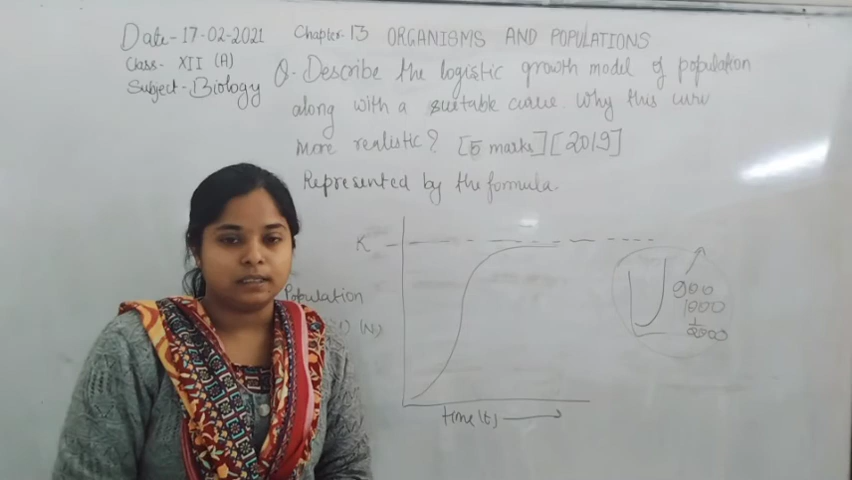 Date-17-02-2021
Chapter-13 ORGANISMS AND POPULATIONS
Class- XII (A)
Subject-Biology
Q. Describe the logistic growth model of population
along with a suitable curve. Why this curv
more realistic? [5 marks] [2019]
Represented by the formula.
K
Population
(N)
time(t)
900
1000